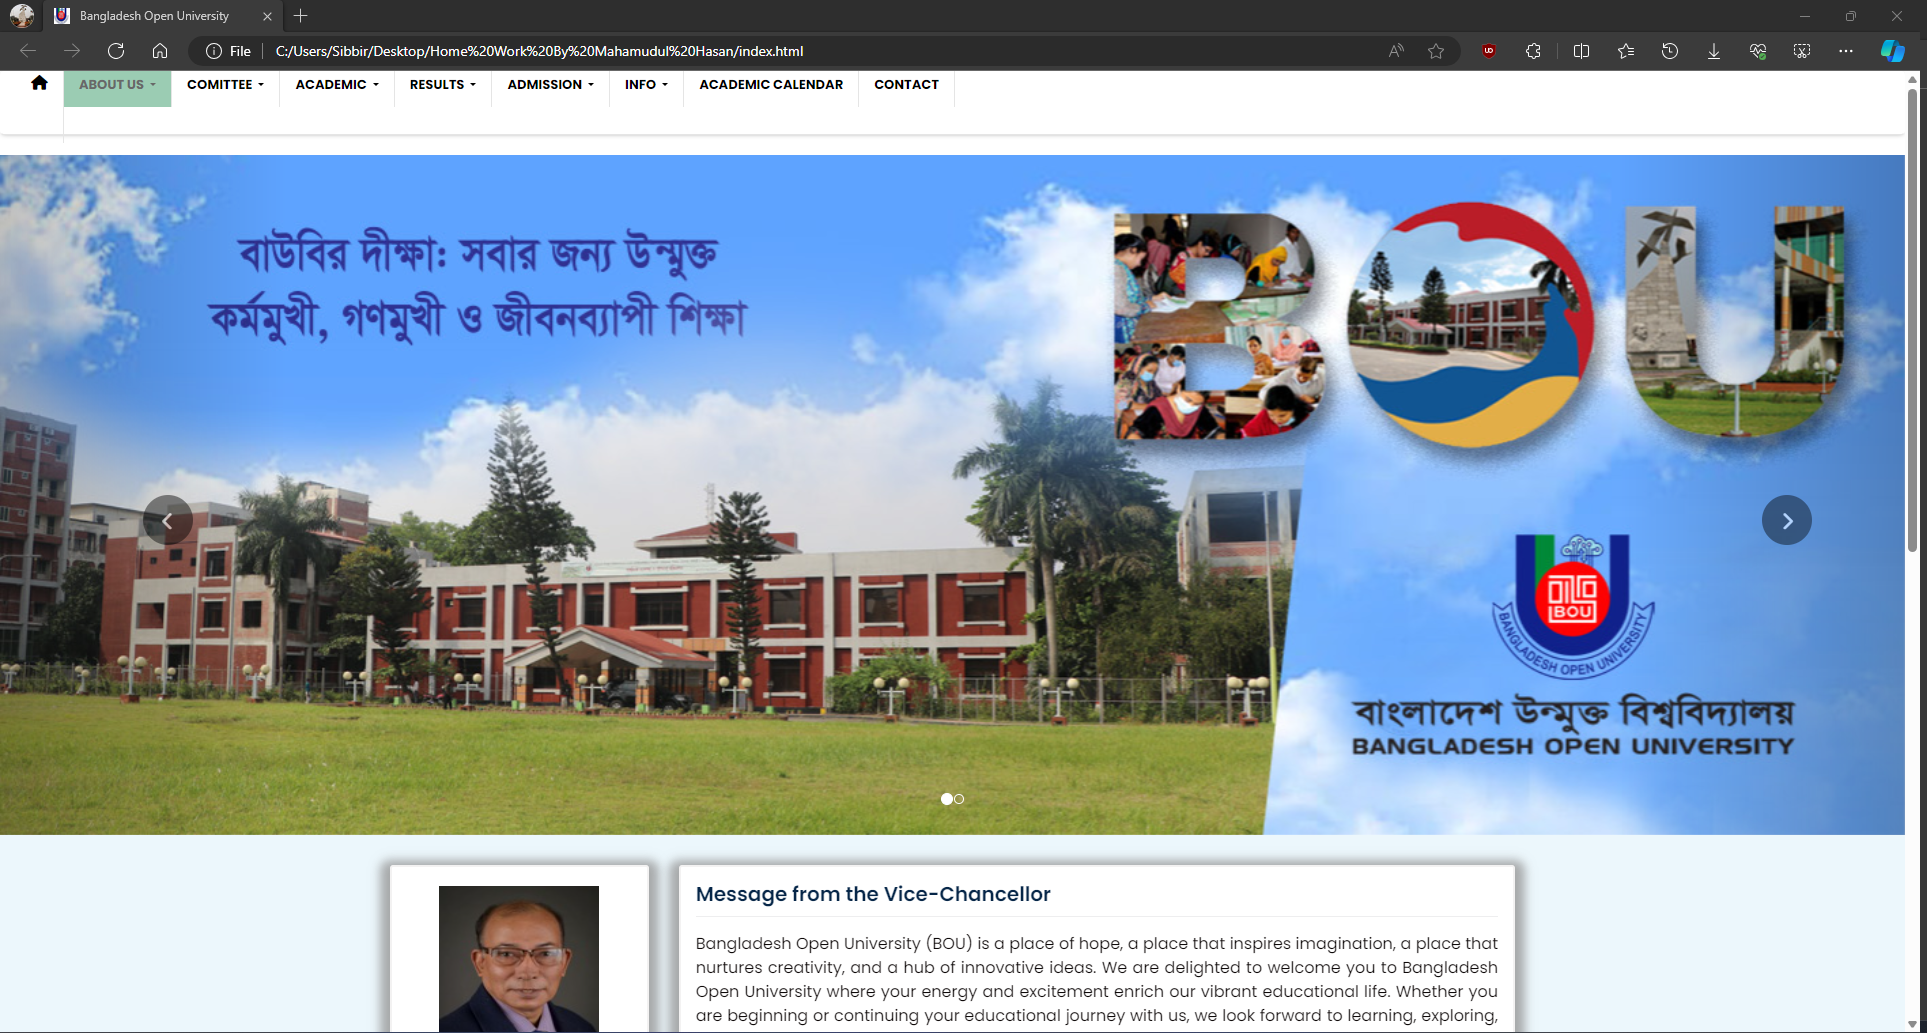 Bangladesh Open University
File
C:/Users/Sibbir/Desktop/Home%20Work%20By%20Mahamudul%20Hasan/index.html
ABOUT US COMITTEE ACADEMIC RESULTS ADMISSION INFO ACADEMIC CALENDAR CONTACT
বাউবির দীক্ষা: সবার জন্য উন্মুক্ত
কর্মমুখী, গণমুখী ও জীবনব্যাপী শিক্ষা
BOU
BOU
BANGLADESH OPEN UNIVERSITY
বাংলাদেশ উন্মুক্ত বিশ্ববিদ্যালয়
BANGLADESH OPEN UNIVERSITY
Message from the Vice-Chancellor
Bangladesh Open University (BOU) is a place of hope, a place that inspires imagination, a place that
nurtures creativity, and a hub of innovative ideas. We are delighted to welcome you to Bangladesh
Open University where your energy and excitement enrich our vibrant educational life. Whether you
are beginning or continuing your educational journey with us, we look forward to learning, exploring,